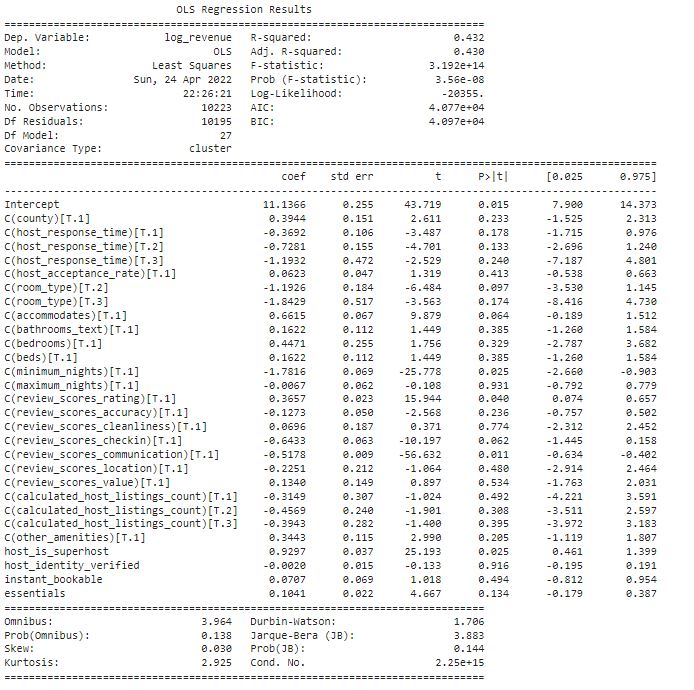 OLS Regression Results
==============================================================================
Dep. Variable: log_revenue R-squared: 0.432
Model: OLS Adj. R-squared: 0.430
Method: Least Squares F-statistic: 3.192e+14
Date: Sun, 24 Apr 2022 Prob (F-statistic): 3.56e-08
Time: 22:26:21 Log-Likelihood: -20355.
No. Observations: 10223 AIC: 4.077e+04
Df Residuals: 10195 BIC: 4.097e+04
Df Model: 27
Covariance Type: cluster
==============================================================================
coef std err t P>|t| [0.025 0.975]
------------------------------------------------------------------------------
Intercept 11.1366 0.255 43.719 0.015 7.900 14.373
C(county)[T.1] 0.3944 0.151 2.611 0.233 -1.525 2.313
C(host_response_time)[T.1] -0.3692 0.106 -3.487 0.178 -1.715 0.976
C(host_response_time)[T.2] -0.7281 0.155 -4.701 0.133 -2.696 1.240
C(host_response_time)[T.3] -1.1932 0.472 -2.529 0.240 -7.187 4.801
C(host_acceptance_rate)[T.1] 0.0623 0.047 1.319 0.413 -0.538 0.663
C(room_type)[T.2] -1.1926 0.184 -6.484 0.097 -3.530 1.145
C(room_type)[T.3] -1.8429 0.517 -3.563 0.174 -8.416 4.730
C(accommodates)[T.1] 0.6615 0.067 9.879 0.064 -0.189 1.512
C(bathrooms_text)[T.1] 0.1622 0.112 1.449 0.385 -1.260 1.584
C(bedrooms)[T.1] 0.4471 0.255 1.756 0.329 -2.787 3.682
C(beds)[T.1] 0.1622 0.112 1.449 0.385 -1.260 1.584
C(minimum_nights)[T.1] -1.7816 0.069 -25.778 0.025 -2.660 -0.903
C(maximum_nights)[T.1] -0.0067 0.062 -0.108 0.931 -0.792 0.779
C(review_scores_rating)[T.1] 0.3657 0.023 15.944 0.040 0.074 0.657
C(review_scores_accuracy)[T.1] -0.1273 0.050 -2.568 0.236 -0.757 0.502
C(review_scores_cleanliness)[T.1] 0.0696 0.187 0.371 0.774 -2.312 2.452
C(review_scores_checkin)[T.1] -0.6433 0.063 -10.197 0.062 -1.445 0.158
C(review_scores_communication)[T.1] -0.5178 0.009 -56.632 0.011 -0.634 -0.402
C(review_scores_location)[T.1] -0.2251 0.212 -1.064 0.480 -2.914 2.464
C(review_scores_value)[T.1] 0.1340 0.149 0.897 0.534 -1.763 2.031
C(calculated_host_listings_count)[T.1] -0.3149 0.307 -1.024 0.492 -4.221 3.591
C(calculated_host_listings_count)[T.2] -0.4569 0.240 -1.901 0.308 -3.511 2.597
C(calculated_host_listings_count)[T.3] -0.3943 0.282 -1.400 0.395 -3.972 3.183
C(other_amenities)[T.1] 0.3443 0.115 2.990 0.205 -1.119 1.807
host_is_superhost 0.9297 0.037 25.193 0.025 0.461 1.399
host_identity_verified -0.0020 0.015 -0.133 0.916 -0.195 0.191
instant_bookable 0.0707 0.069 1.018 0.494 -0.812 0.954
essentials 0.1041 0.022 4.667 0.134 -0.179 0.387
==============================================================================
Omnibus: 3.964 Durbin-Watson: 1.706
Prob(Omnibus): 0.138 Jarque-Bera (JB): 3.883
Skew: 0.030 Prob(JB): 0.144
Kurtosis: 2.925 Cond. No. 2.25e+15
==============================================================================